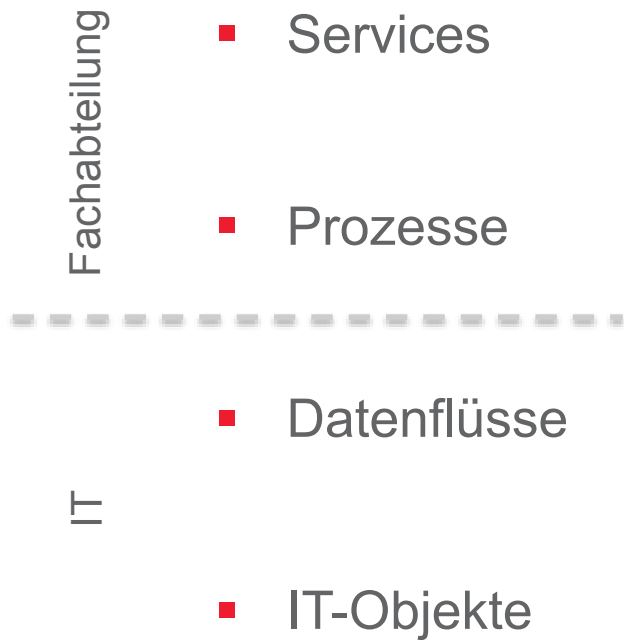 Fachabteilung
Services
Prozesse
IT
Datenflüsse
IT-Objekte